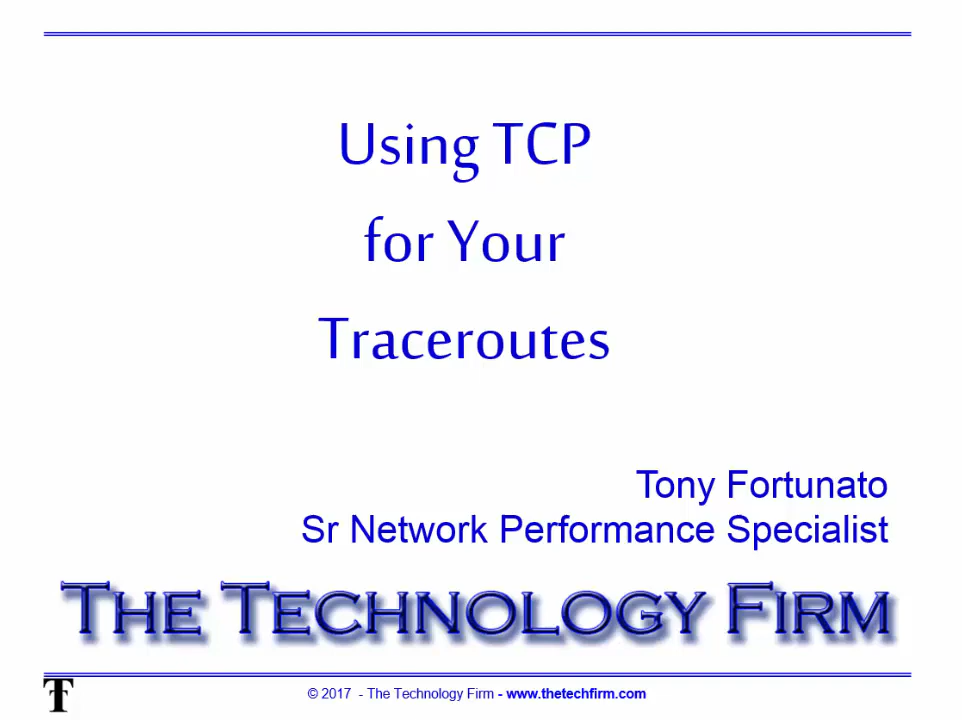 Using TCP
for Your
Traceroutes
Tony Fortunato
Sr Network Performance Specialist
THE TECHNOLOGY FIRM
TT
© 2017 - The Technology Firm - www.thetechfirm.com